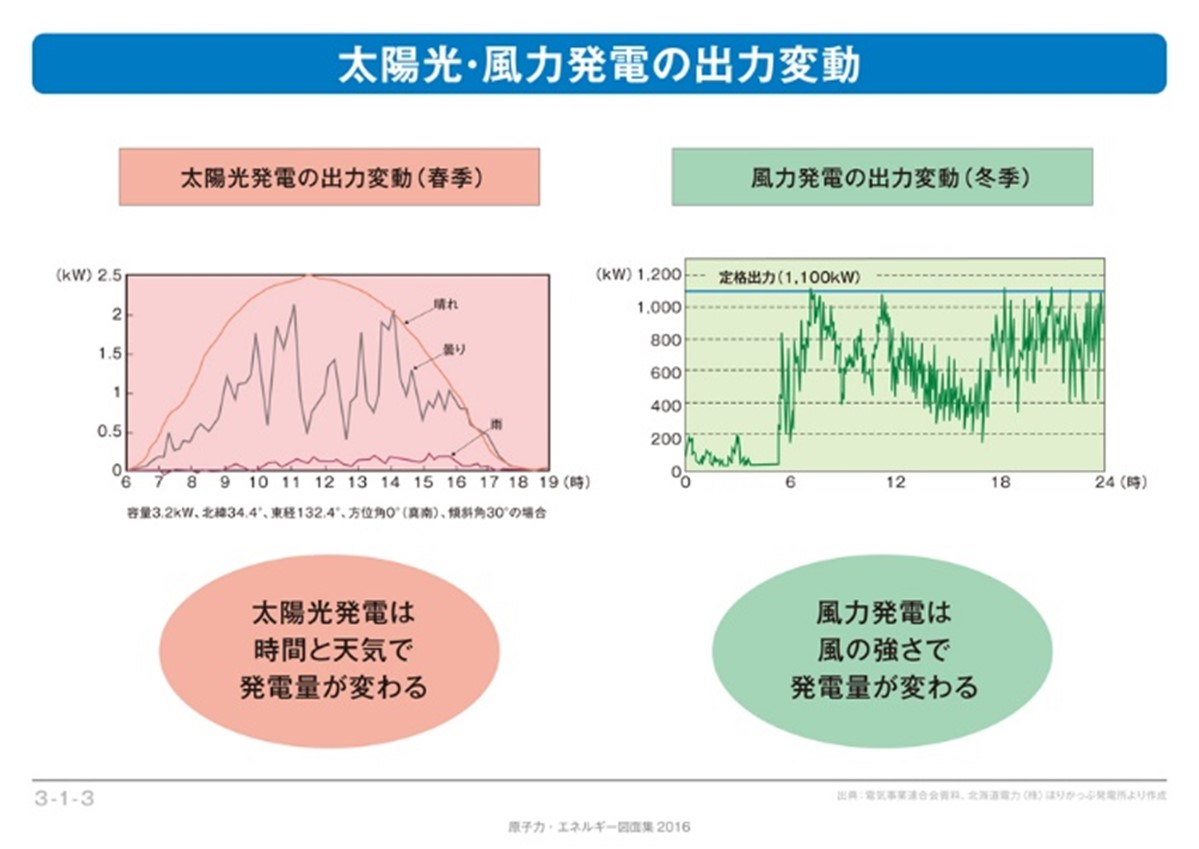 太陽光・風力発電の出力変動
太陽光発電の出力変動（春季）
(kW) 2.5
2
1.5
1
0.5
0
晴れ
曇り
雨
6 7 8 9 10 11 12 13 14 15 16 17 18 19（時）
容量3.2kW、北緯34.4°、東経132.4°、方位角0°（真南）、傾斜角30°の場合
太陽光発電は
時間と天気で
発電量が変わる
風力発電の出力変動（冬季）
(kW) 1,200
1,000
800
600
400
200
0
定格出力（1,100kW）
0 6 12 18 24（時）
風力発電は
風の強さで
発電量が変わる
3-1-3
出典：電気事業連合会資料、北海道電力（株）ほりかっぷ発電所より作成
原子力・エネルギー図面集 2016